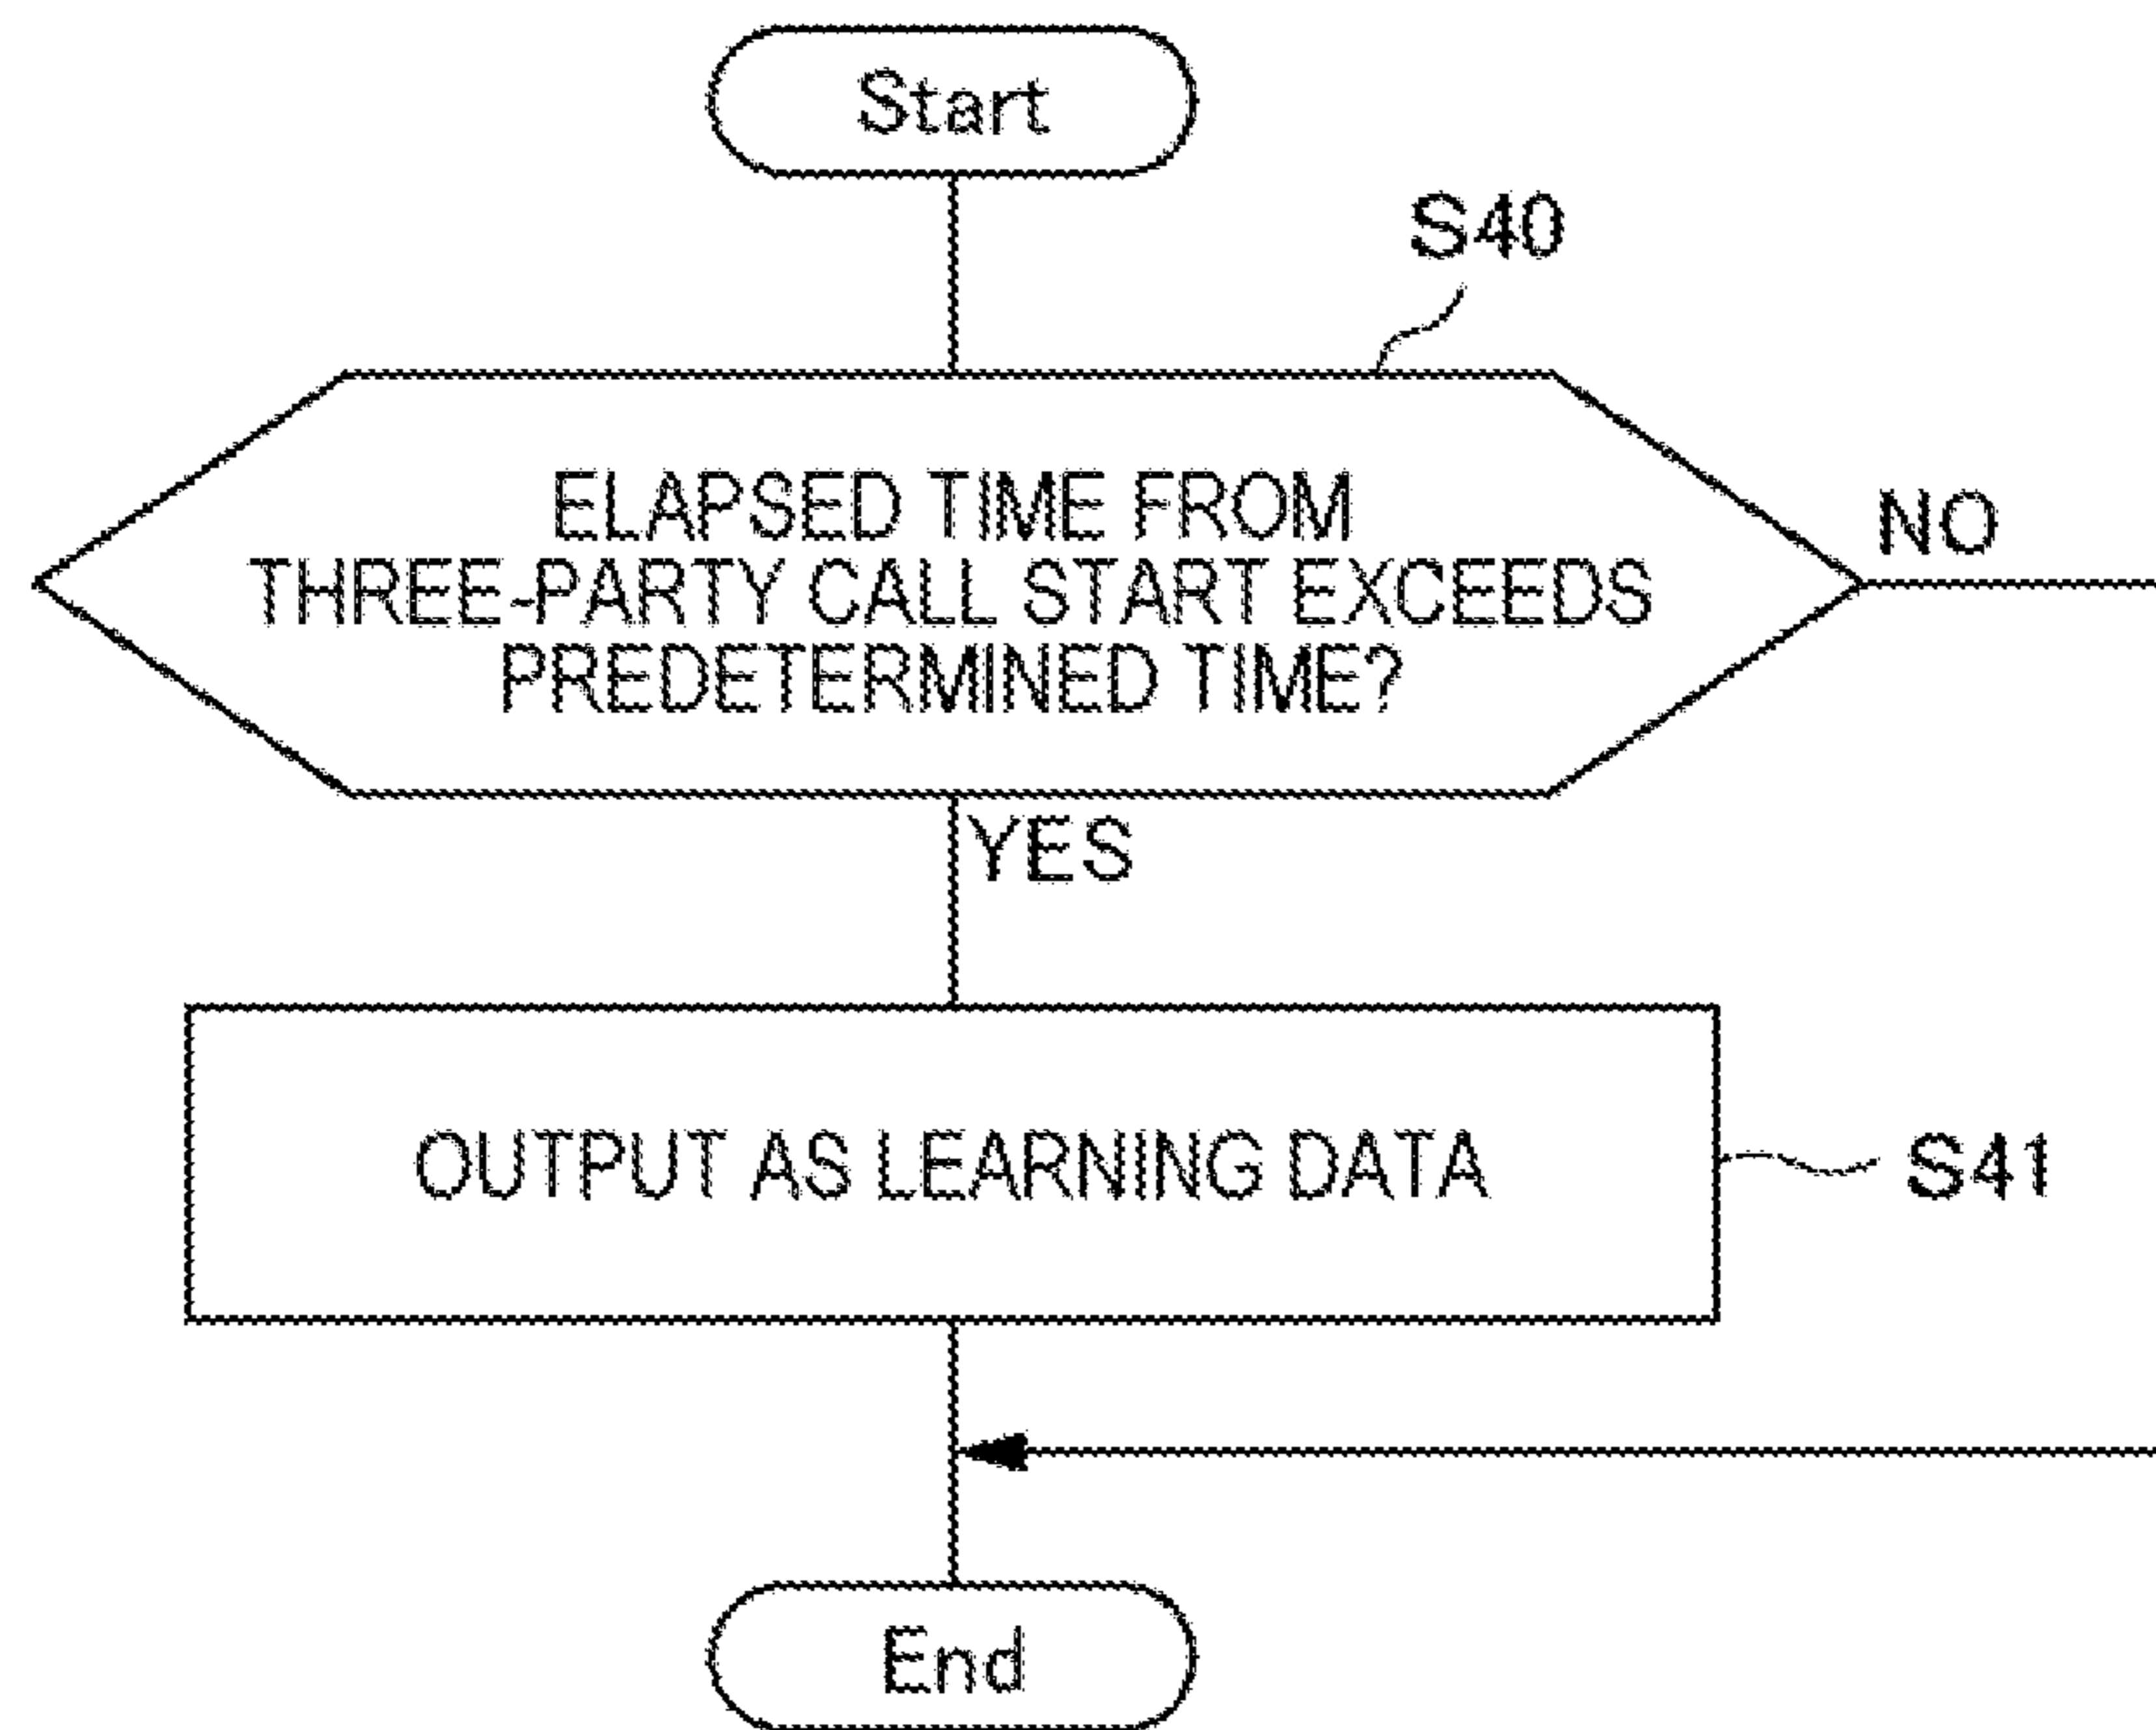 Start
S40
ELAPSED TIME FROM
THREE-PARTY CALL START EXCEEDS
PREDETERMINED TIME?
NO
YES
OUTPUT AS LEARNING DATA
S41
End